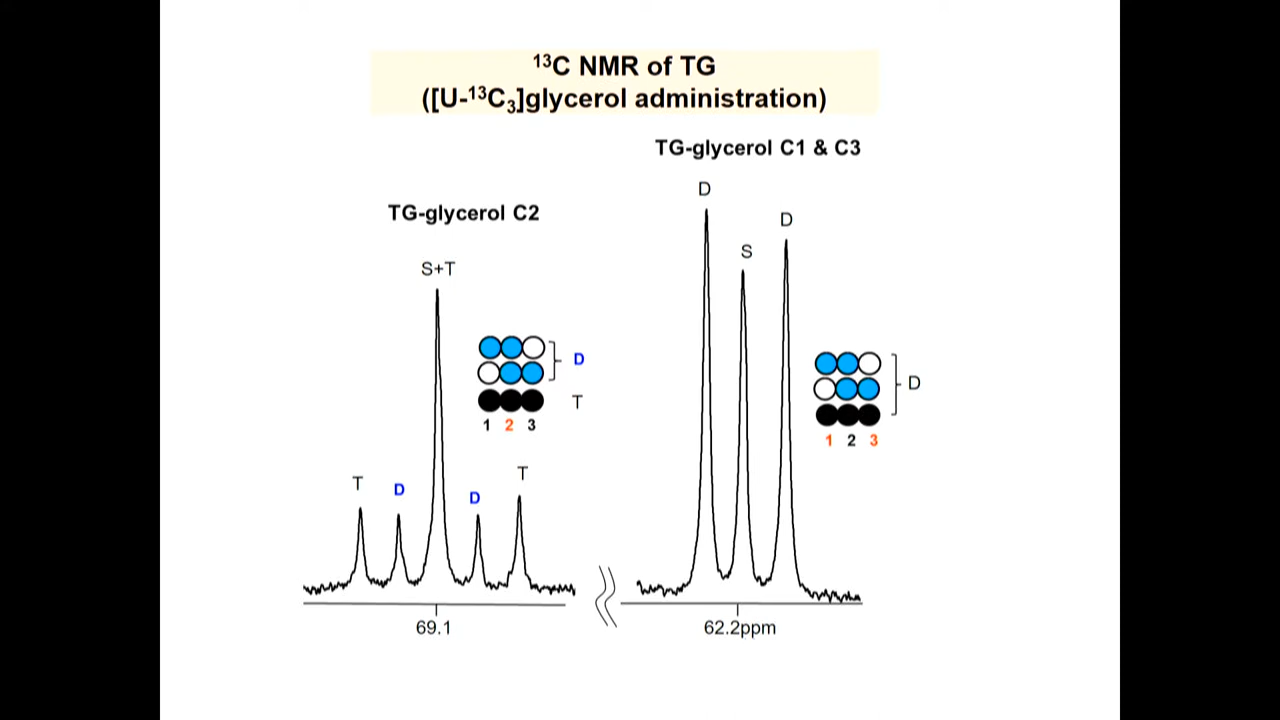 ¹³C NMR of TG
([U-¹³C₃]glycerol administration)
TG-glycerol C2
S+T
T
D
D
T
D
T
1 2 3
69.1
TG-glycerol C1 & C3
D
S
D
D
1 2 3
62.2ppm